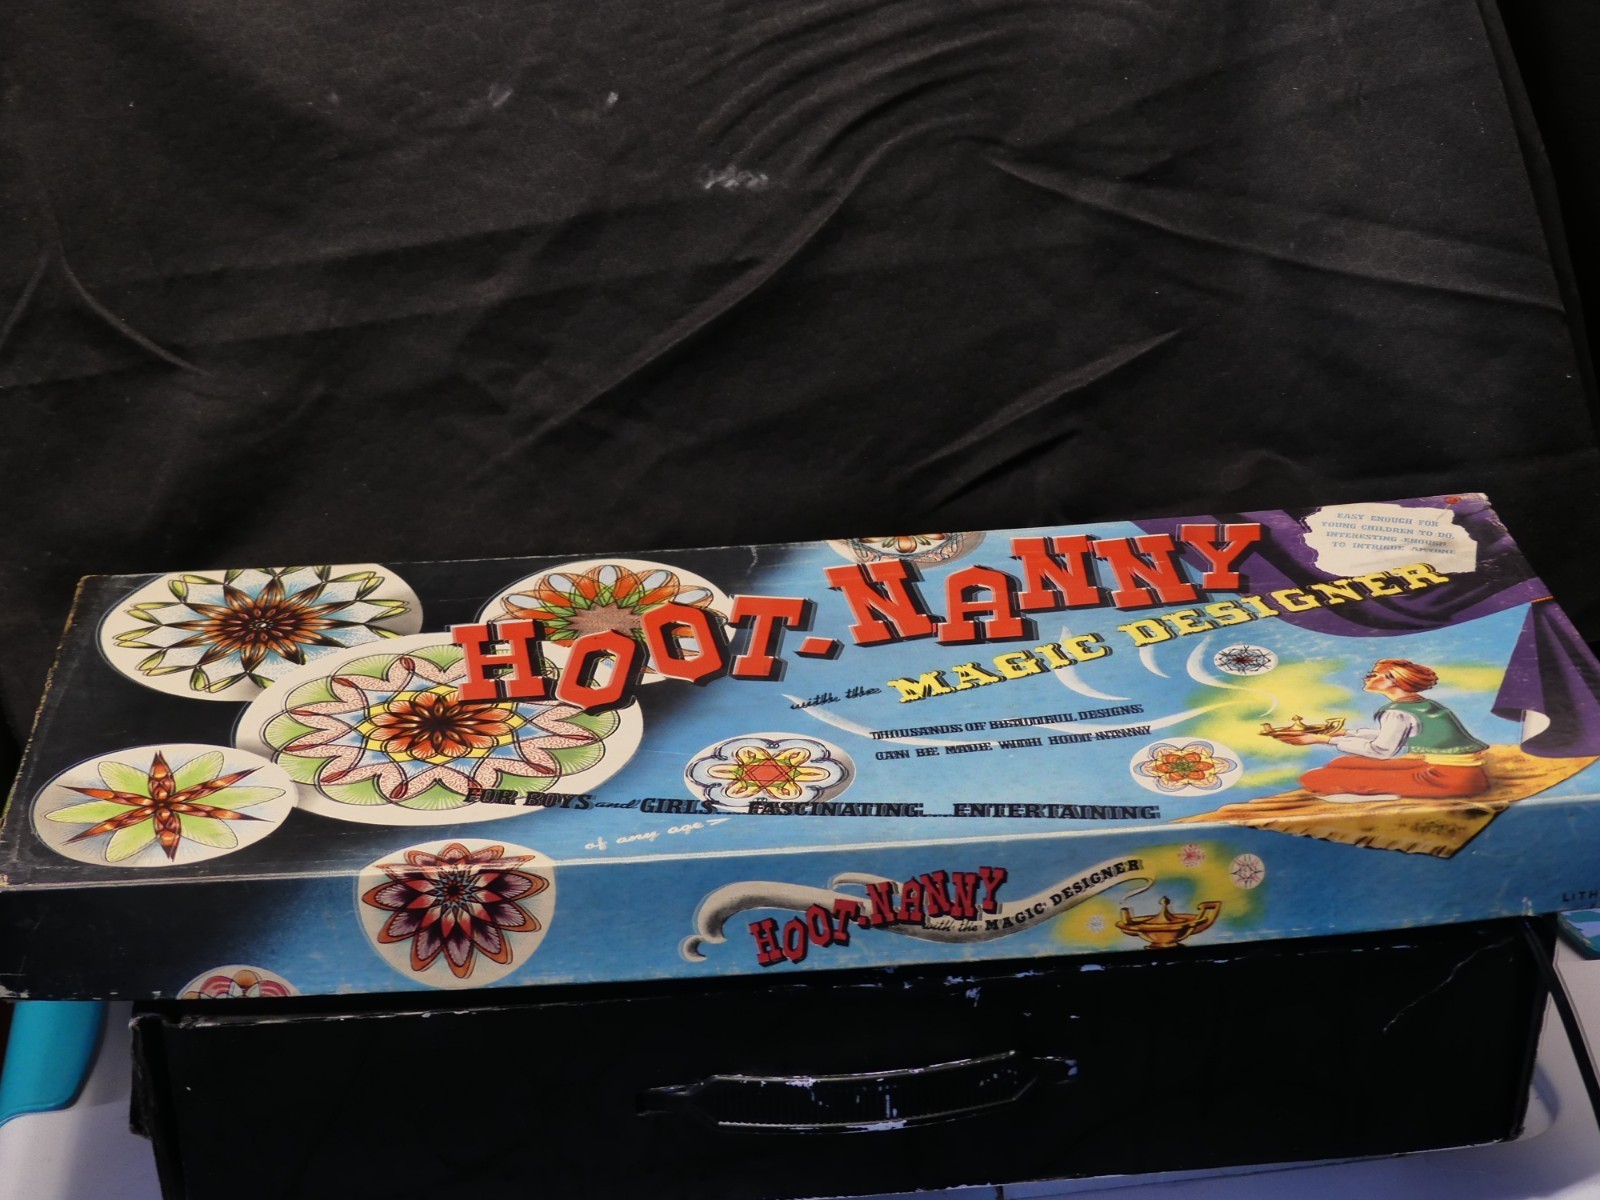 EASY ENOUGH FOR
YOUNG CHILDREN TO DO,
INTERESTING ENOUGH
TO INTRIGUE ANYONE
HOOT-NANNY
with the MAGIC DESIGNER
THOUSANDS OF BEAUTIFUL DESIGNS
CAN BE MADE WITH HOOT-NANNY
FOR BOYS and GIRLS FASCINATING.....ENTERTAINING
of any age
HOOT-NANNY
with the MAGIC DESIGNER
LITH